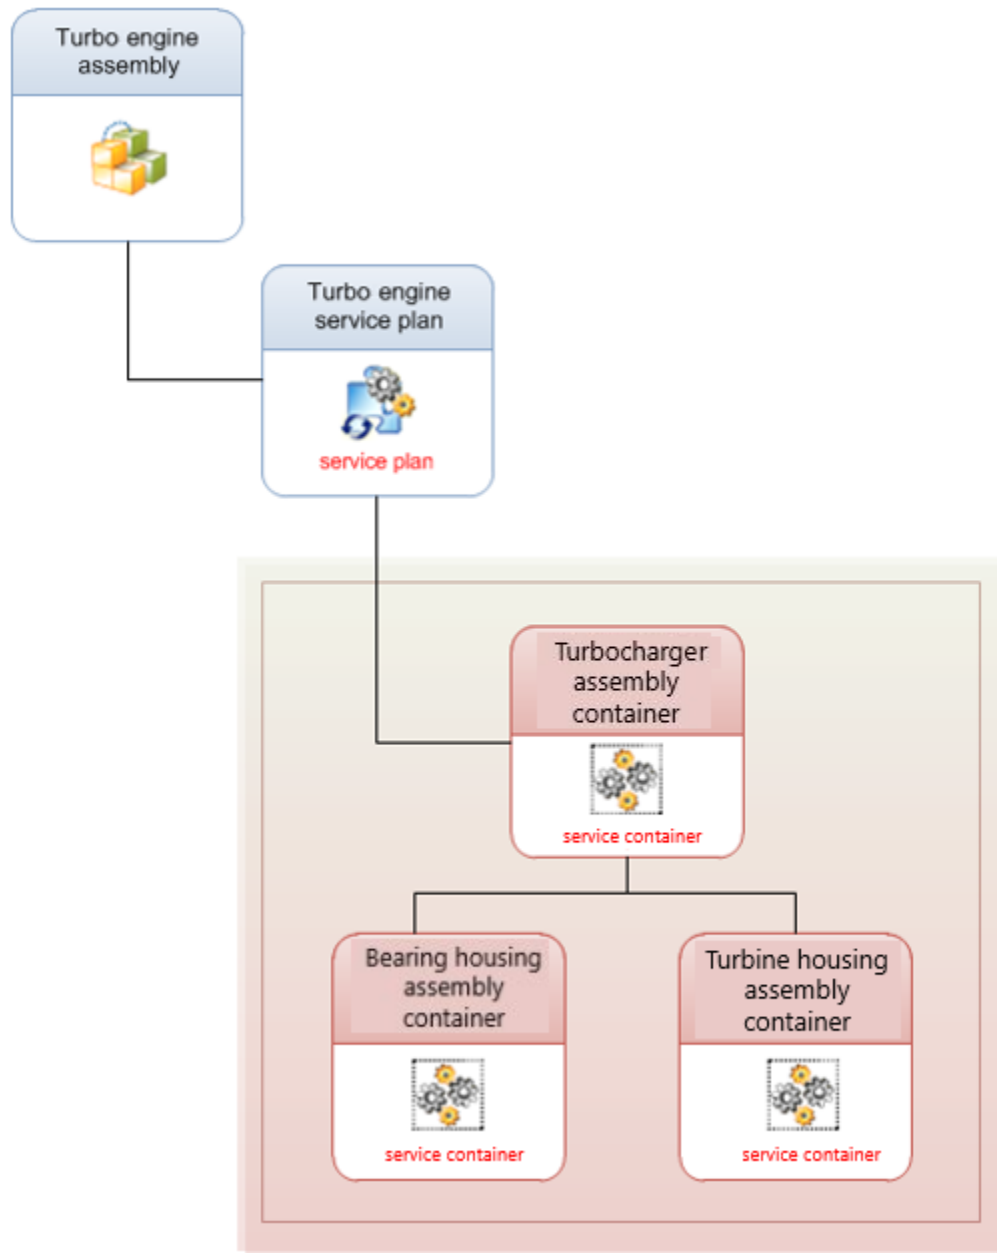 Turbo engine
assembly
Turbo engine
service plan
service plan
Turbocharger
assembly
container
service container
Bearing housing
assembly
container
service container
Turbine housing
assembly
container
service container